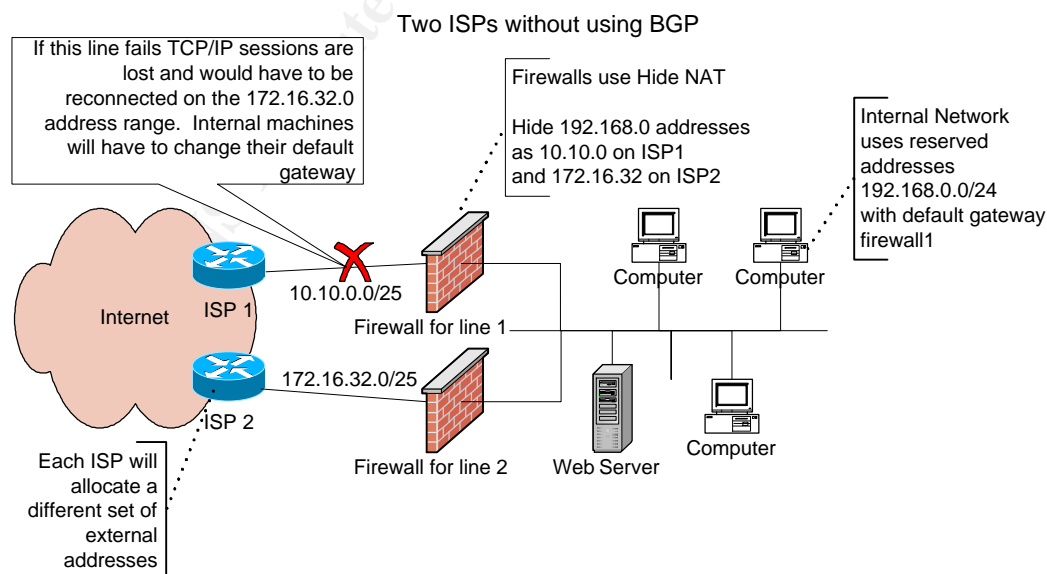 Two ISPs without using BGP
If this line fails TCP/IP sessions are
lost and would have to be
reconnected on the 172.16.32.0
address range. Internal machines
will have to change their default
gateway
Firewalls use Hide NAT
Hide 192.168.0 addresses
as 10.10.0 on ISP1
and 172.16.32 on ISP2
Internal Network
uses reserved
addresses
192.168.0.0/24
with default gateway
firewall1
Computer
Computer
10.10.0.0/25
ISP 1
Internet
Firewall for line 1
172.16.32.0/25
ISP 2
Computer
Firewall for line 2
Web Server
Each ISP will
allocate a
different set of
external
addresses